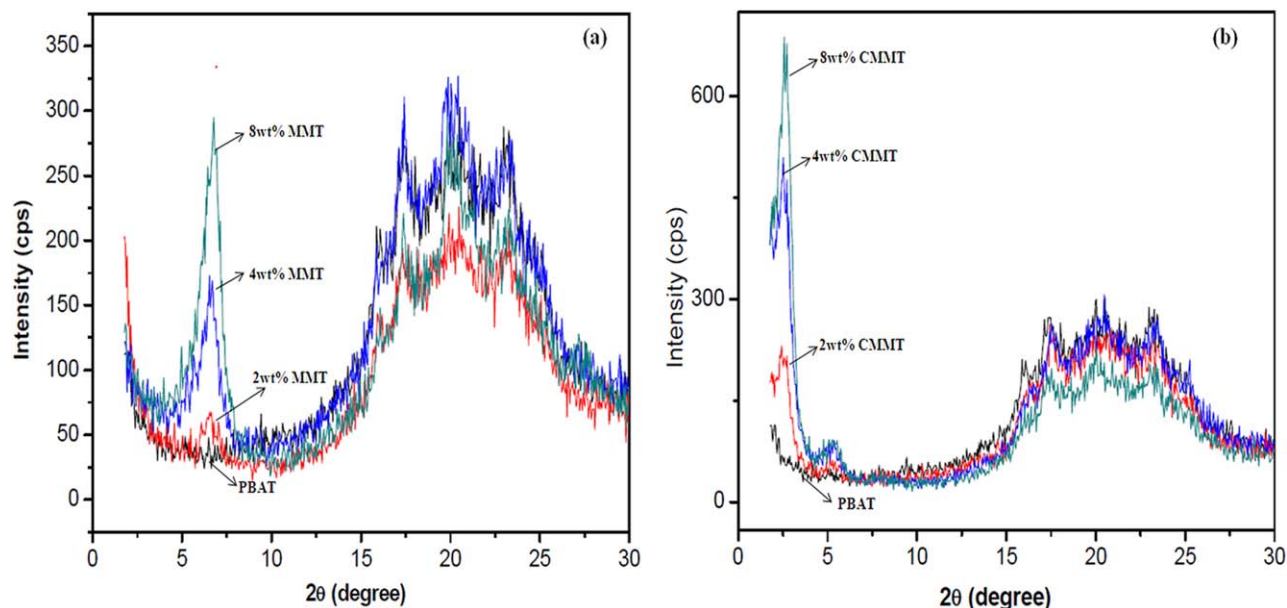 (a)
350
300
250
200
150
100
50
0
Intensity (cps)
8wt% MMT
4wt% MMT
2wt% MMT
PBAT
0 5 10 15 20 25 30
2θ (degree)
(b)
600
300
0
Intensity (cps)
8wt% CMMT
4wt% CMMT
2wt% CMMT
PBAT
0 5 10 15 20 25 30
2θ (degree)